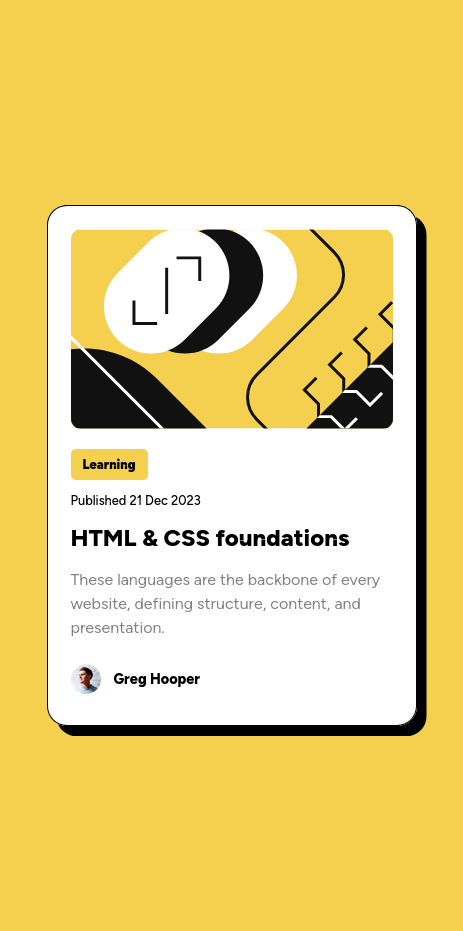 Learning
Published 21 Dec 2023
HTML & CSS foundations
These languages are the backbone of every
website, defining structure, content, and
presentation.
Greg Hooper